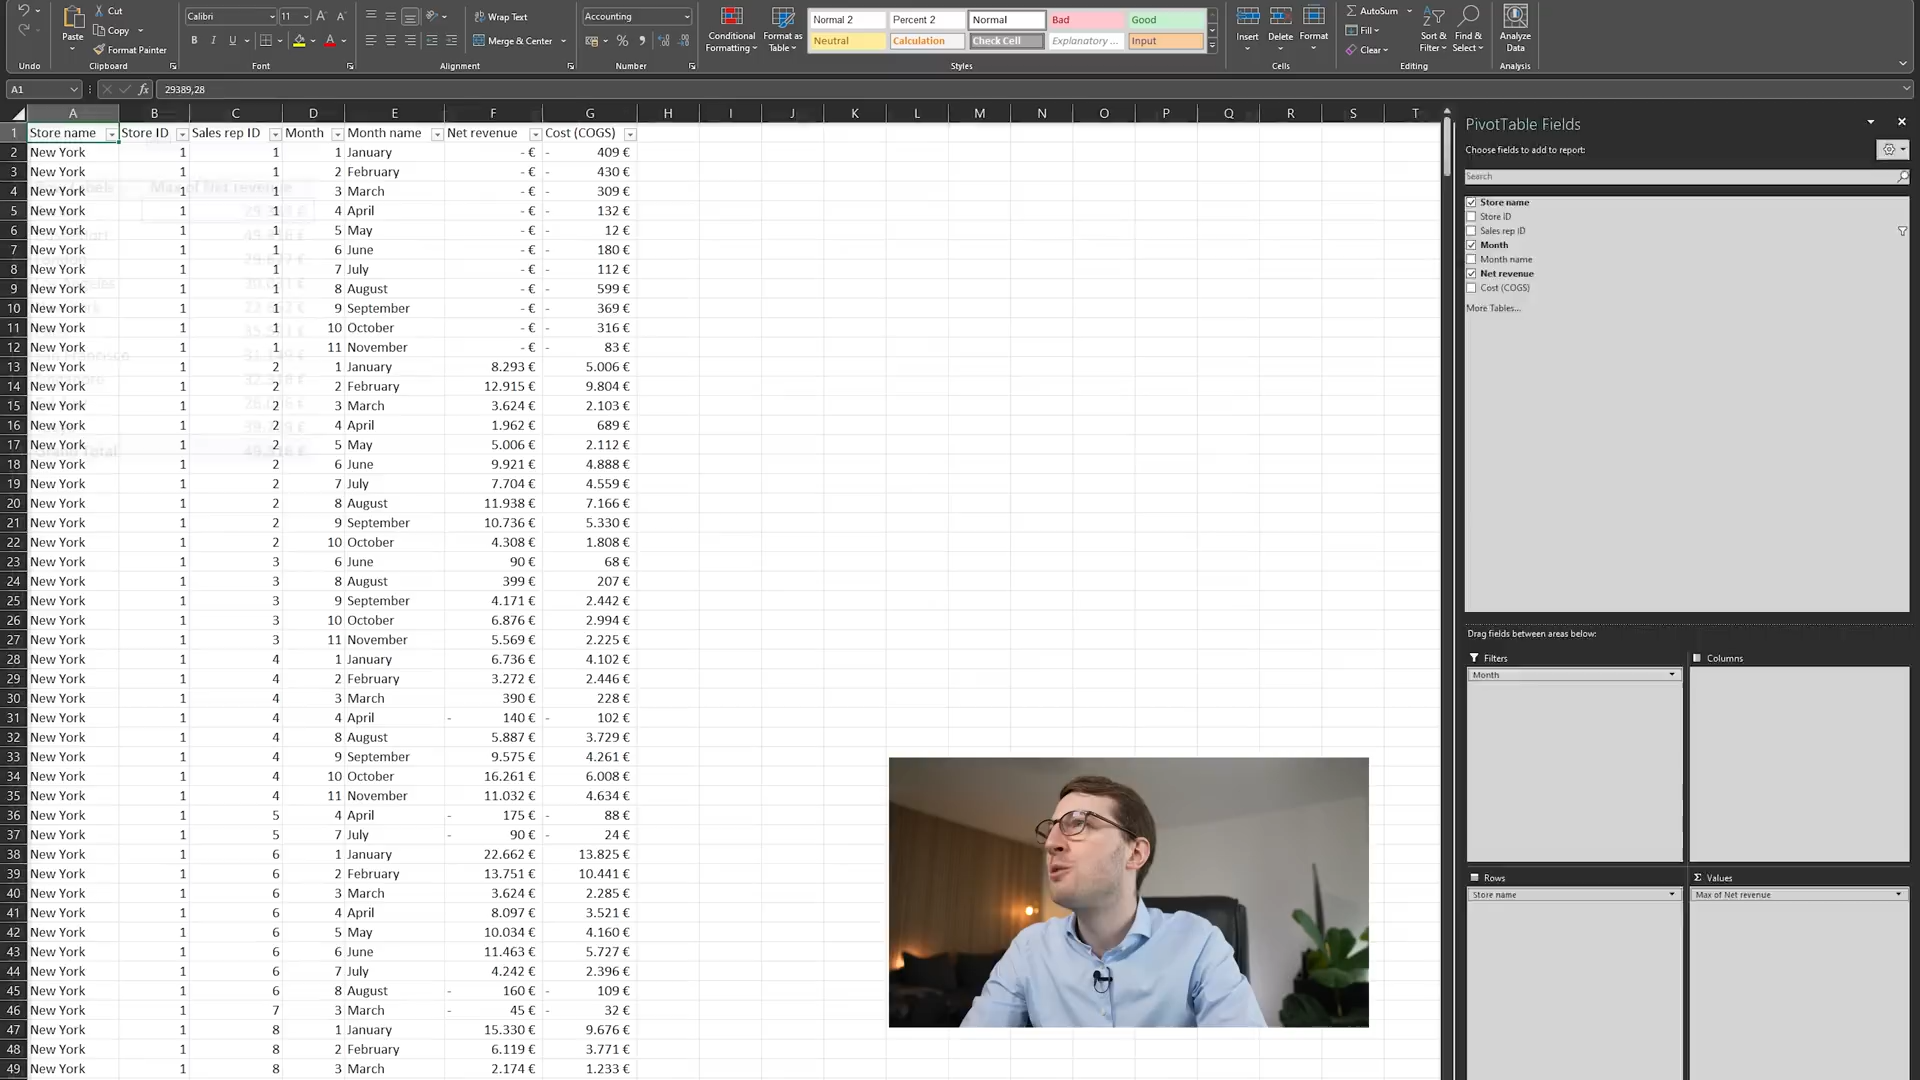 Cut
Calibri 11
Wrap Text
Accounting
Normal 2 Percent 2 Normal Bad Good
AutoSum
Paste
Copy
Conditional Formatting
Format as Table
Insert Delete Format
Fill
Sort & Filter
Find & Select
Analyze Data
Format Painter
B I U
Merge & Center
%
Neutral Calculation Check Cell Explanatory ... Input
Clear
Undo Clipboard Font Alignment Number Styles Cells Editing Analysis
A1 fx 29389,28
A B C D E F G H I J K L M N O P Q R S T
1 Store name Store ID Sales rep ID Month Month name Net revenue Cost (COGS)
2 New York 1 1 1 January - € - 409 €
3 New York 1 1 2 February - € - 430 €
4 New York 1 1 3 March - € - 309 €
5 New York 1 1 4 April - € - 132 €
6 New York 1 1 5 May - € - 12 €
7 New York 1 1 6 June - € - 180 €
8 New York 1 1 7 July - € - 112 €
9 New York 1 1 8 August - € - 599 €
10 New York 1 1 9 September - € - 369 €
11 New York 1 1 10 October - € - 316 €
12 New York 1 1 11 November - € - 83 €
13 New York 1 2 1 January 8.293 € 5.006 €
14 New York 1 2 2 February 12.915 € 9.804 €
15 New York 1 2 3 March 3.624 € 2.103 €
16 New York 1 2 4 April 1.962 € 689 €
17 New York 1 2 5 May 5.006 € 2.112 €
18 New York 1 2 6 June 9.921 € 4.888 €
19 New York 1 2 7 July 7.704 € 4.559 €
20 New York 1 2 8 August 11.938 € 7.166 €
21 New York 1 2 9 September 10.736 € 5.330 €
22 New York 1 2 10 October 4.308 € 1.808 €
23 New York 1 3 6 June 90 € 68 €
24 New York 1 3 8 August 399 € 207 €
25 New York 1 3 9 September 4.171 € 2.442 €
26 New York 1 3 10 October 6.876 € 2.994 €
27 New York 1 3 11 November 5.569 € 2.225 €
28 New York 1 4 1 January 6.736 € 4.102 €
29 New York 1 4 2 February 3.272 € 2.446 €
30 New York 1 4 3 March 390 € 228 €
31 New York 1 4 4 April - 140 € - 102 €
32 New York 1 4 8 August 5.887 € 3.729 €
33 New York 1 4 9 September 9.575 € 4.261 €
34 New York 1 4 10 October 16.261 € 6.008 €
35 New York 1 4 11 November 11.032 € 4.634 €
36 New York 1 5 4 April - 175 € - 88 €
37 New York 1 5 7 July - 90 € - 24 €
38 New York 1 6 1 January 22.662 € 13.825 €
39 New York 1 6 2 February 13.751 € 10.441 €
40 New York 1 6 3 March 3.624 € 2.285 €
41 New York 1 6 4 April 8.097 € 3.521 €
42 New York 1 6 5 May 10.034 € 4.160 €
43 New York 1 6 6 June 11.463 € 5.727 €
44 New York 1 6 7 July 4.242 € 2.396 €
45 New York 1 6 8 August - 160 € - 109 €
46 New York 1 7 3 March - 45 € - 32 €
47 New York 1 8 1 January 15.330 € 9.676 €
48 New York 1 8 2 February 6.119 € 3.771 €
49 New York 1 8 3 March 2.174 € 1.233 €
PivotTable Fields
Choose fields to add to report:
Search
Store name
Store ID
Sales rep ID
Month
Month name
Net revenue
Cost (COGS)
More Tables...
Drag fields between areas below:
Filters Columns
Month
Rows Σ Values
Store name Max of Net revenue